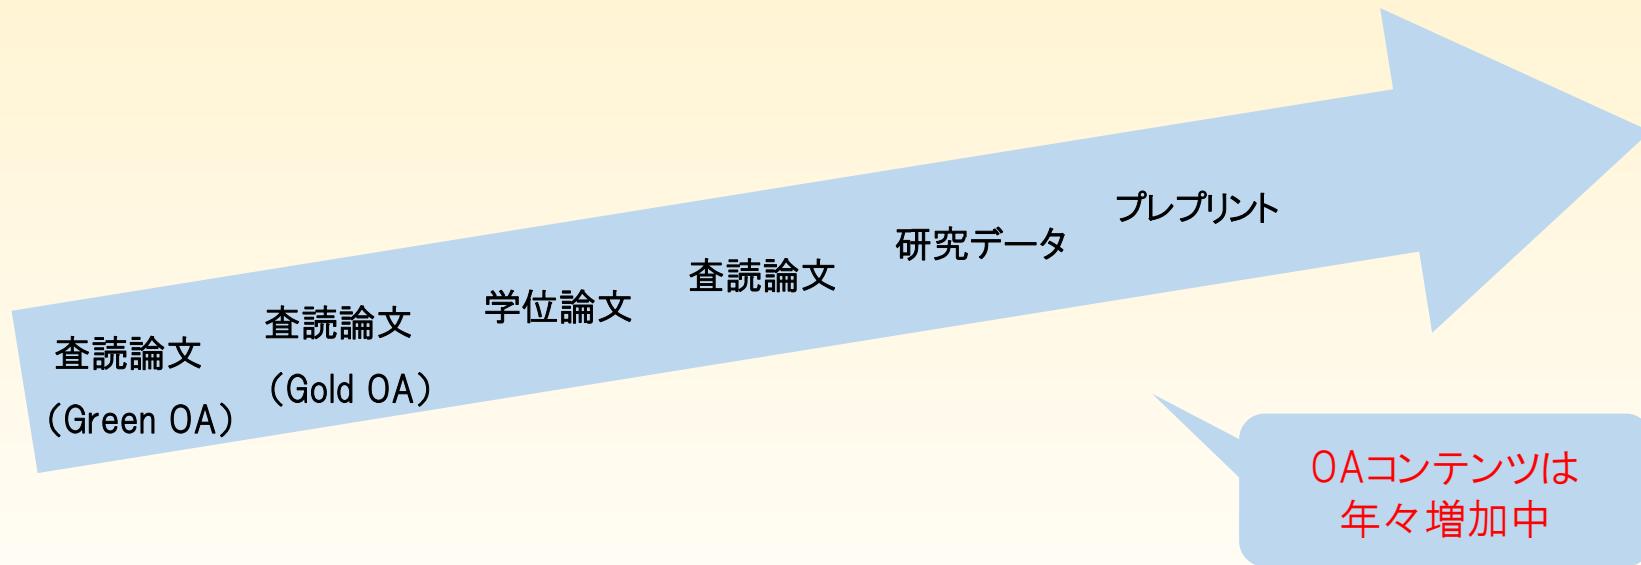 査読論文
(Green OA)
査読論文
(Gold OA)
学位論文
査読論文
研究データ
プレプリント
OAコンテンツは
年々増加中